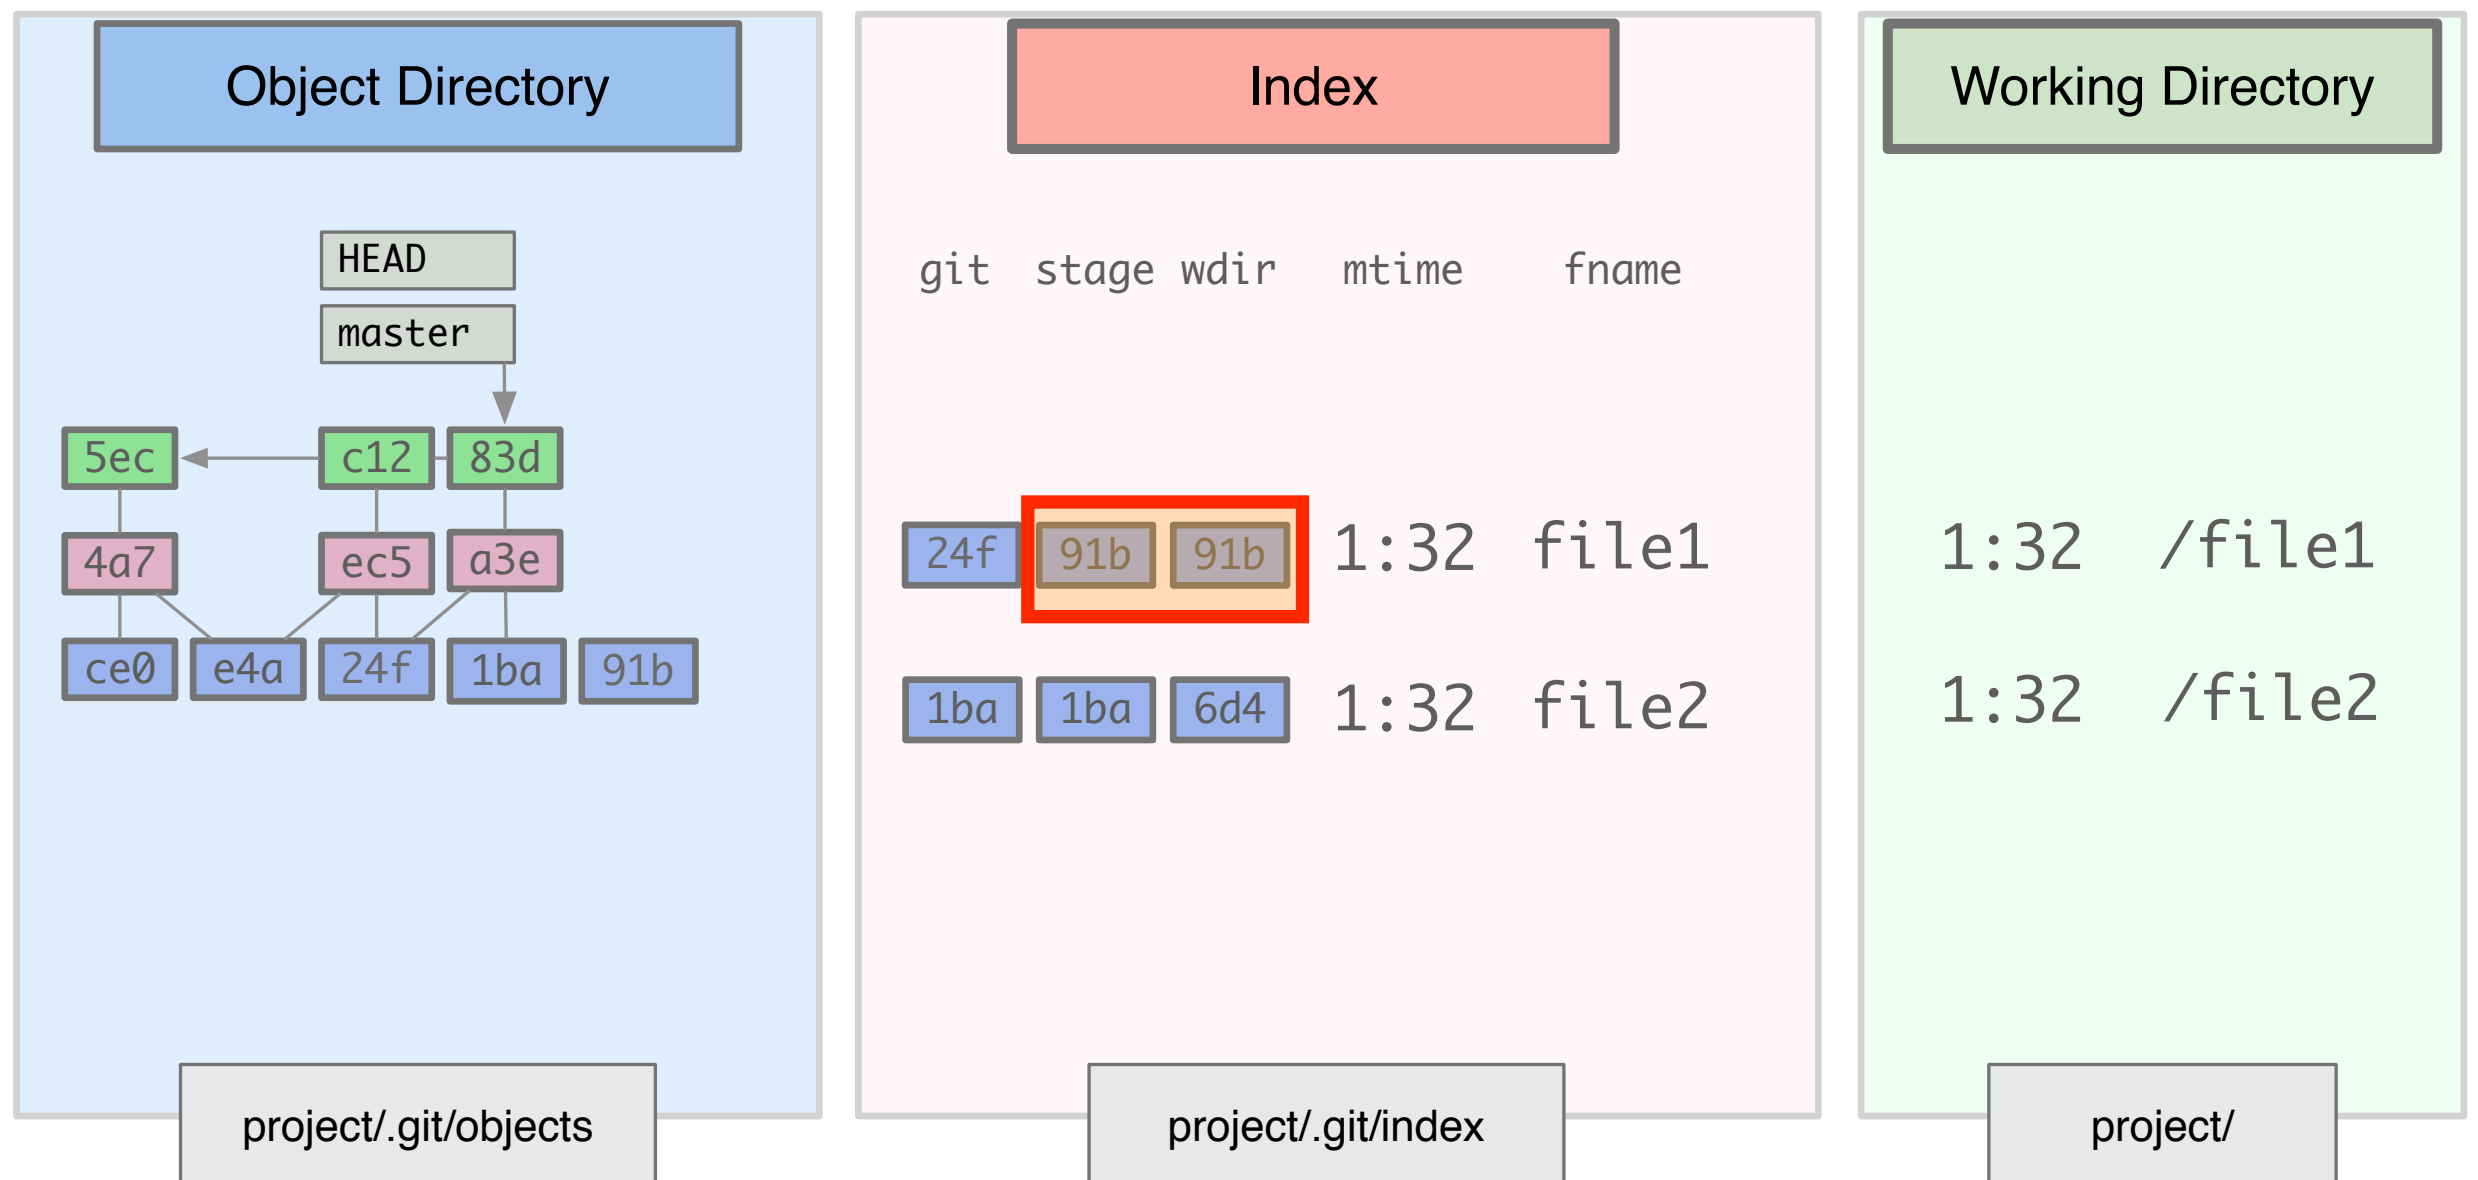 Object Directory
HEAD
master
5ec c12 83d
4a7 ec5 a3e
ce0 e4a 24f 1ba 91b
project/.git/objects
Index
git stage wdir mtime fname
24f 91b 91b 1:32 file1
1ba 1ba 6d4 1:32 file2
project/.git/index
Working Directory
1:32 /file1
1:32 /file2
project/